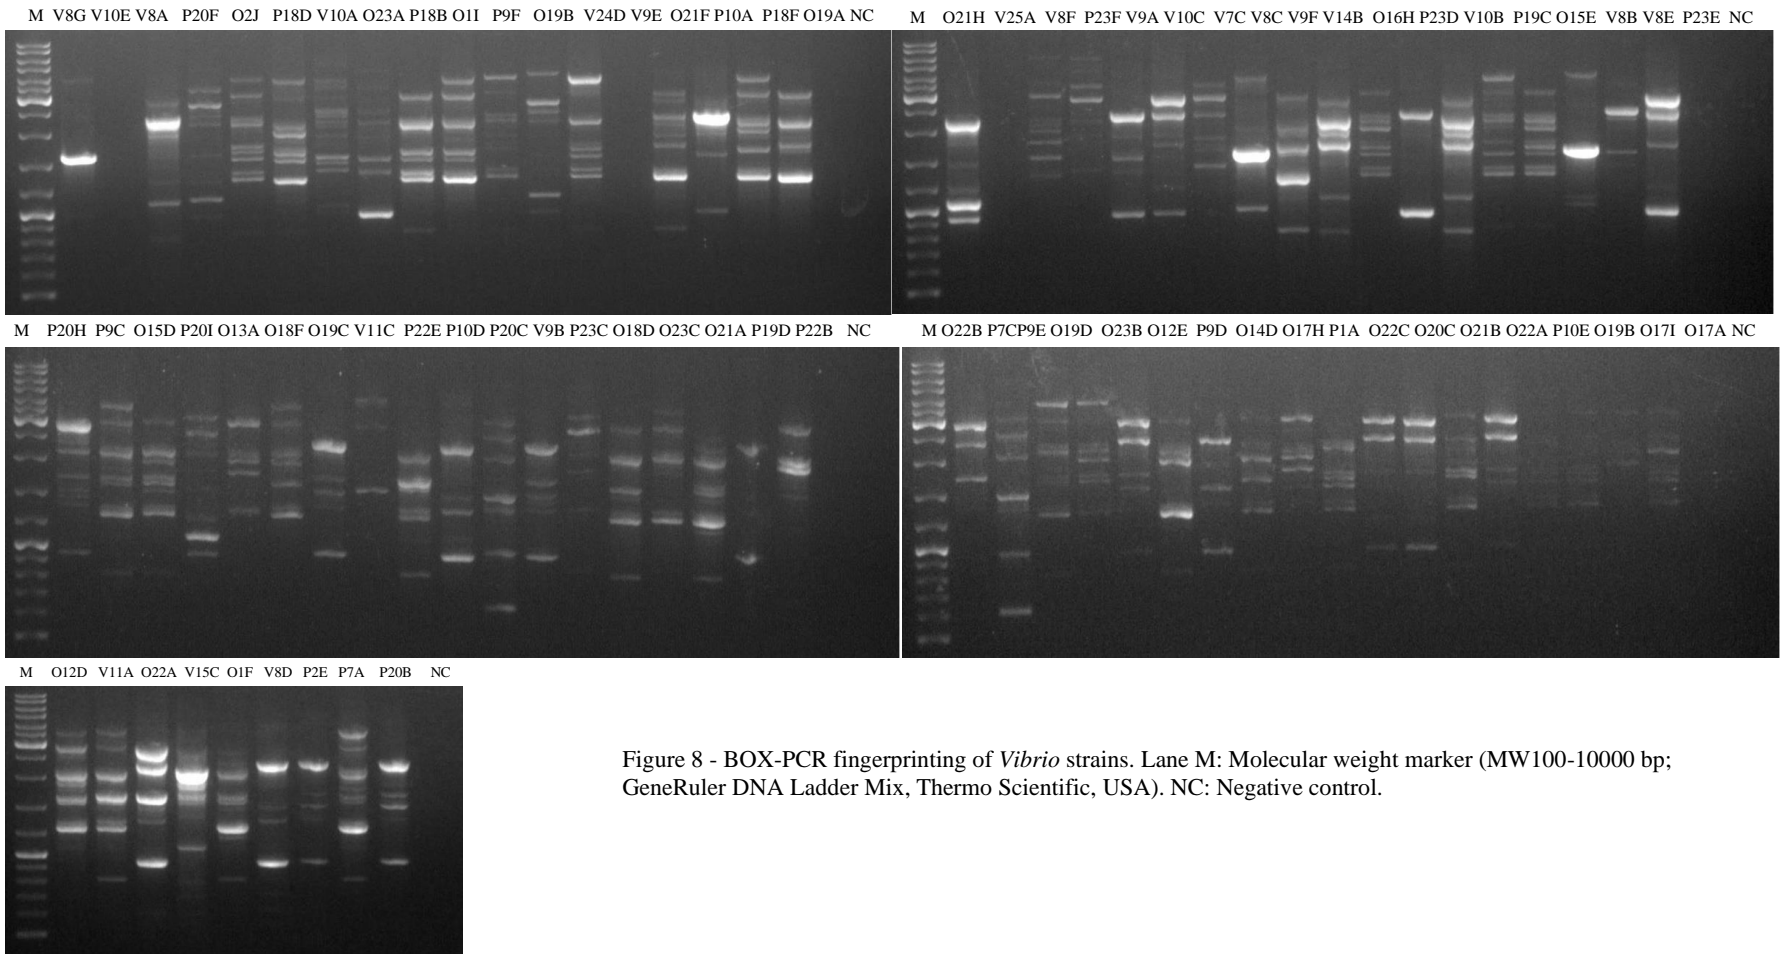 M V8G V10E V8A P20F O2J P18D V10A O23A P18B O1I P9F O19B V24D V9E O21F P10A P18F O19A NC
M O21H V25A V8F P23F V9A V10C V7C V8C V9F V14B O16H P23D V10B P19C O15E V8B V8E P23E NC
M P20H P9C O15D P20I O13A O18F O19C V11C P22E P10D P20C V9B P23C O18D O23C O21A P19D P22B NC
M O22B P7CP9E O19D O23B O12E P9D O14D O17H P1A O22C O20C O21B O22A P10E O19B O17I O17A NC
M O12D V11A O22A V15C O1F V8D P2E P7A P20B NC
Figure 8 - BOX-PCR fingerprinting of Vibrio strains. Lane M: Molecular weight marker (MW100-10000 bp;
GeneRuler DNA Ladder Mix, Thermo Scientific, USA). NC: Negative control.